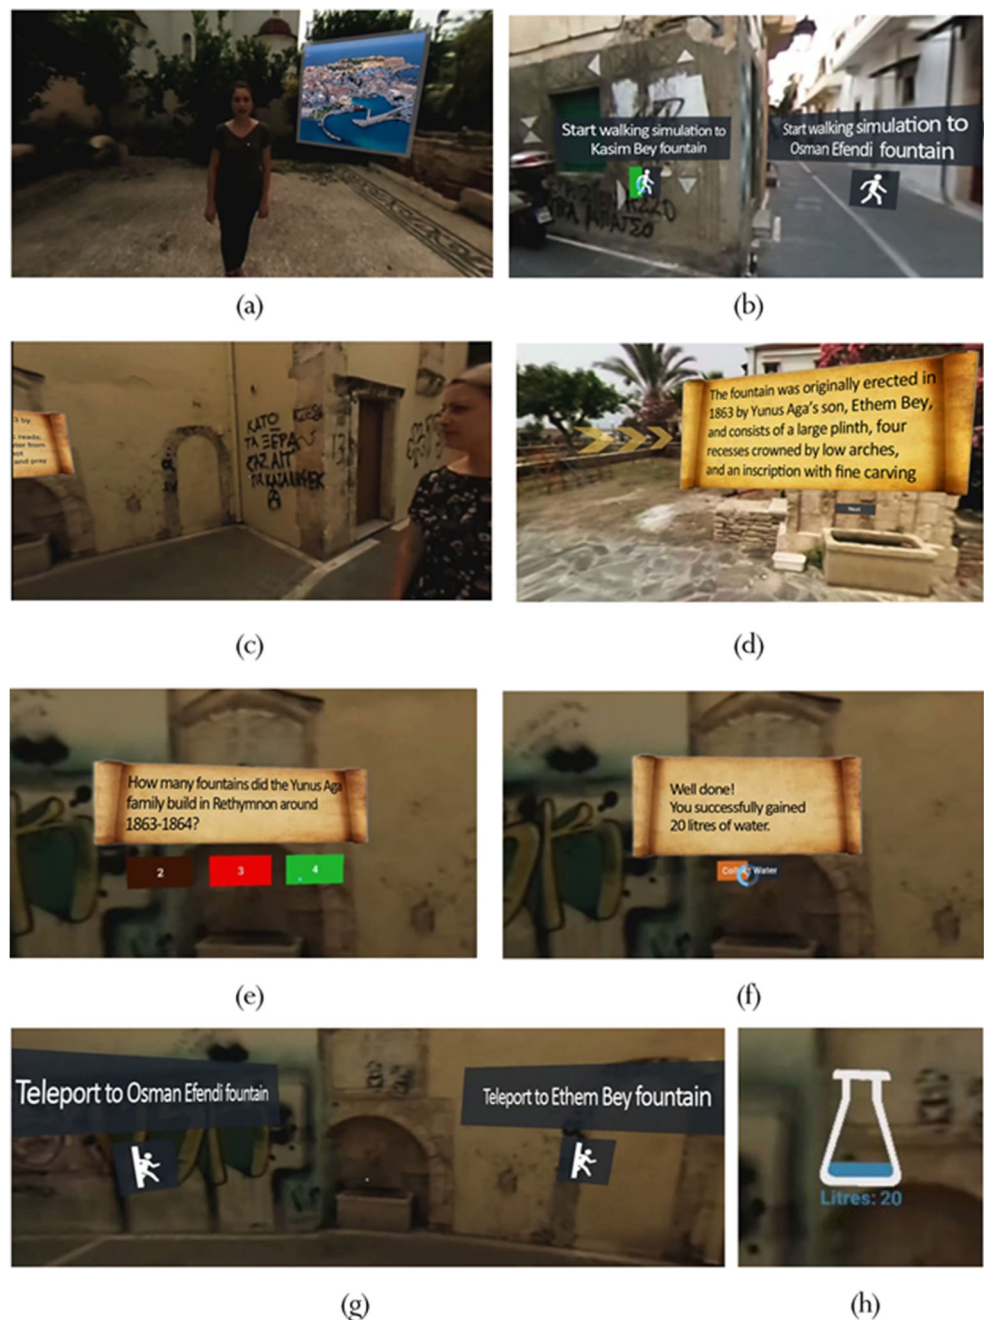 (a)
Start walking simulation to
Kasim Bey fountain
Start walking simulation to
Osman Efendi fountain
(b)
ΚΑΤΟ
ΤΑ ΞΕΡΑ
(c)
The fountain was originally erected in
1863 by Yunus Aga's son, Ethem Bey,
and consists of a large plinth, four
recesses crowned by low arches,
and an inscription with fine carving
Next
(d)
How many fountains did the Yunus Aga
family build in Rethymnon around
1863-1864?
2
3
4
(e)
Well done!
You successfully gained
20 litres of water.
Water
(f)
Teleport to Osman Efendi fountain
Teleport to Ethem Bey fountain
(g)
Litres: 20
(h)